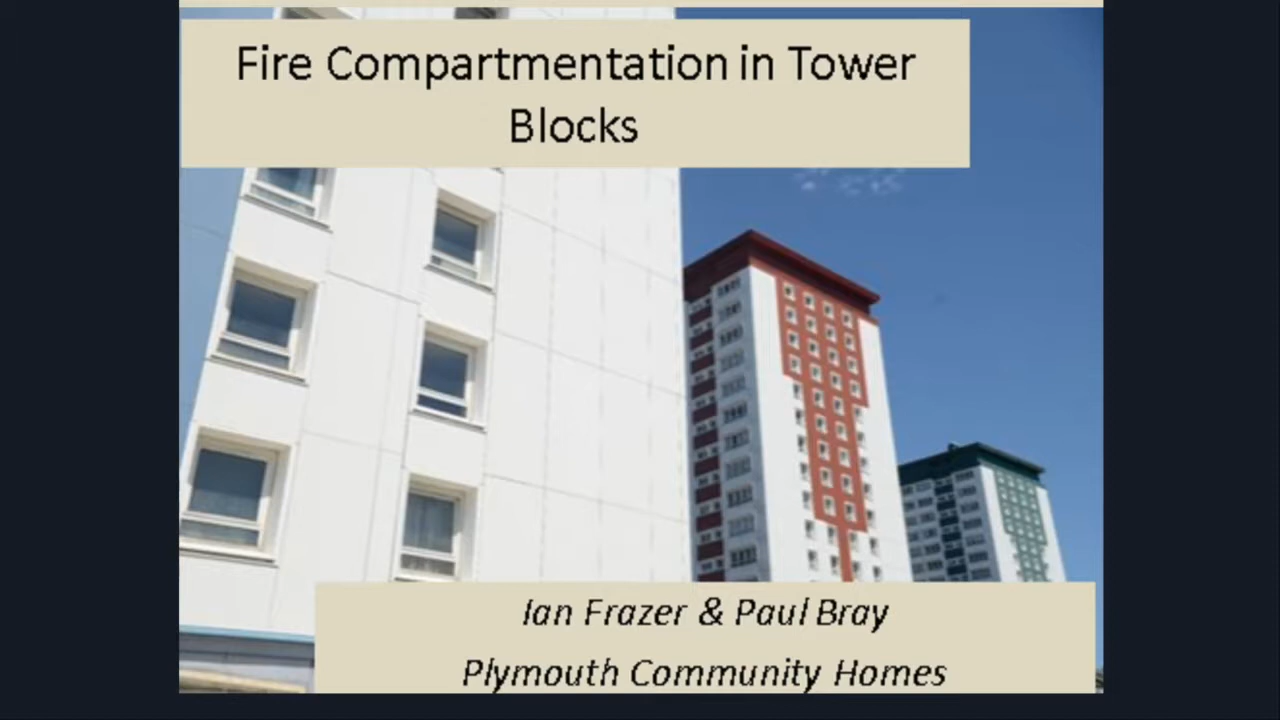 Fire Compartmentation in Tower
Blocks
Ian Frazer & Paul Bray
Plymouth Community Homes